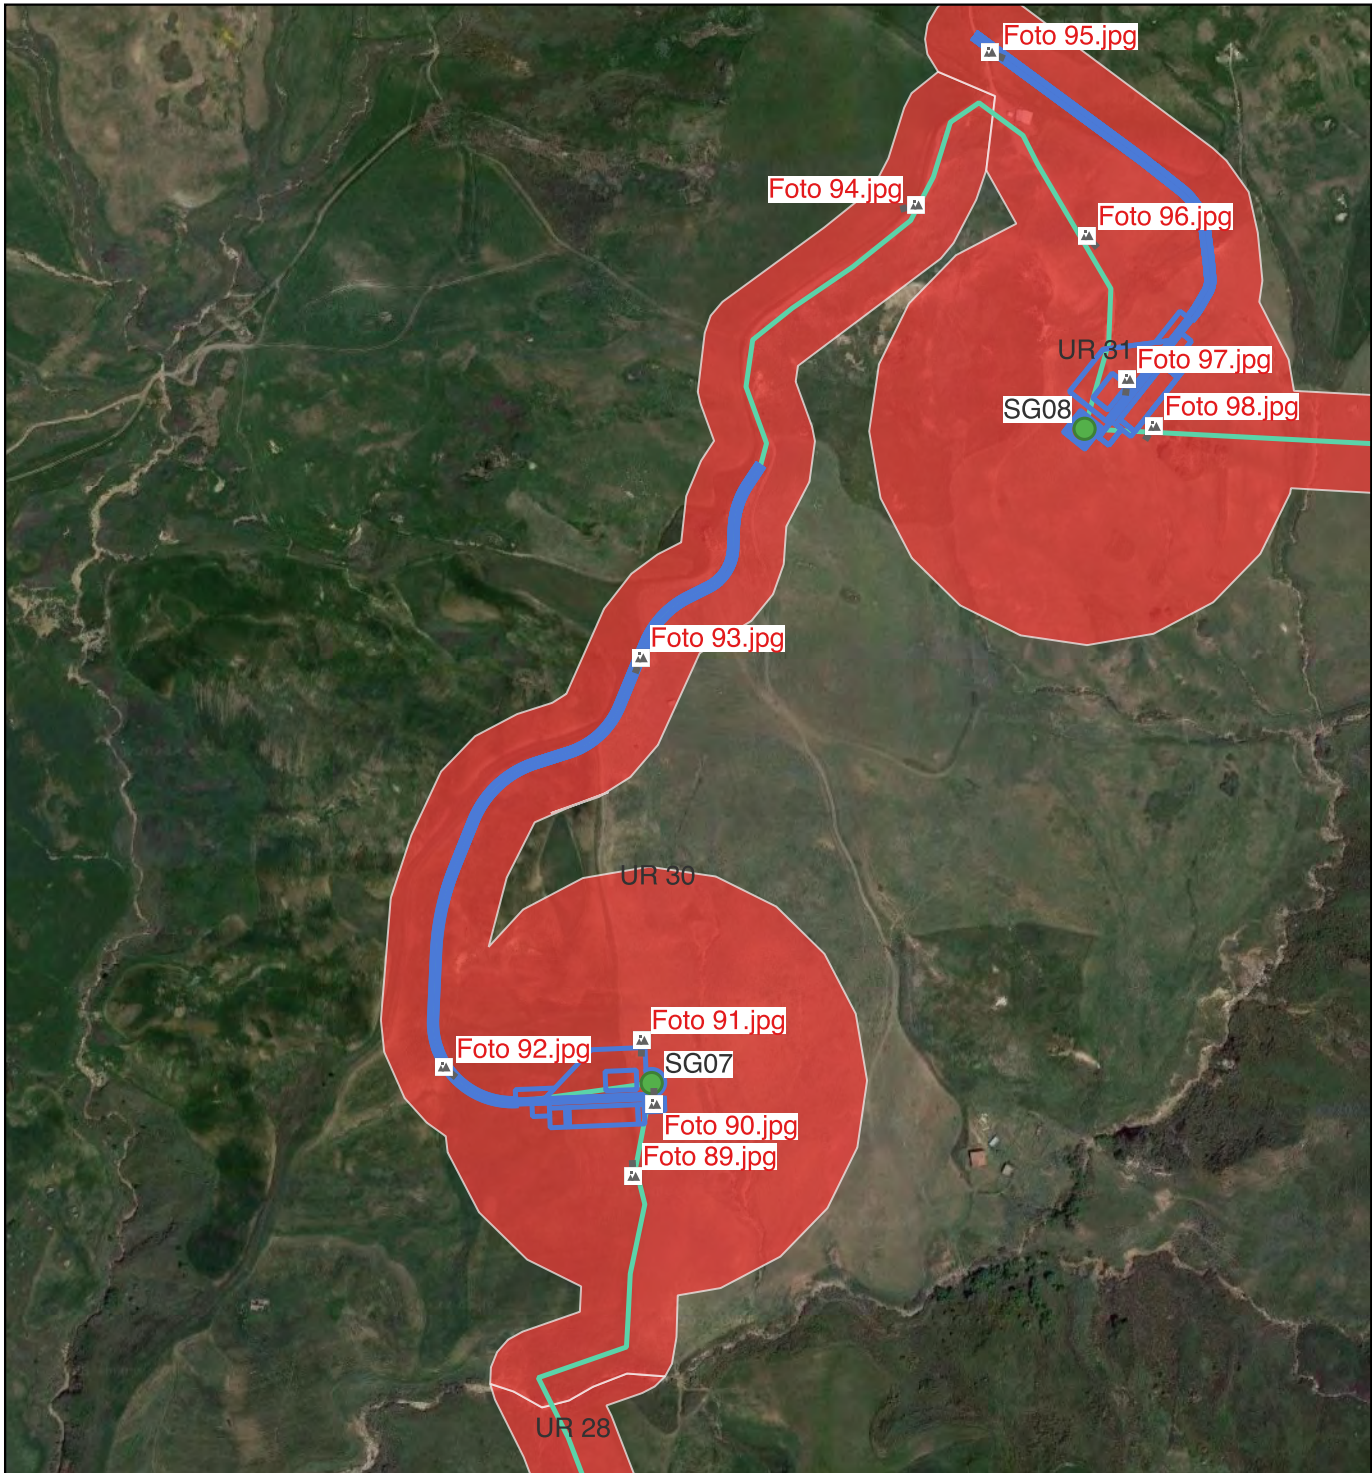 Foto 95.jpg
Foto 94.jpg
Foto 96.jpg
UR 31
Foto 97.jpg
SG08
Foto 98.jpg
Foto 93.jpg
UR 30
Foto 91.jpg
Foto 92.jpg
SG07
Foto 90.jpg
Foto 89.jpg
UR 28